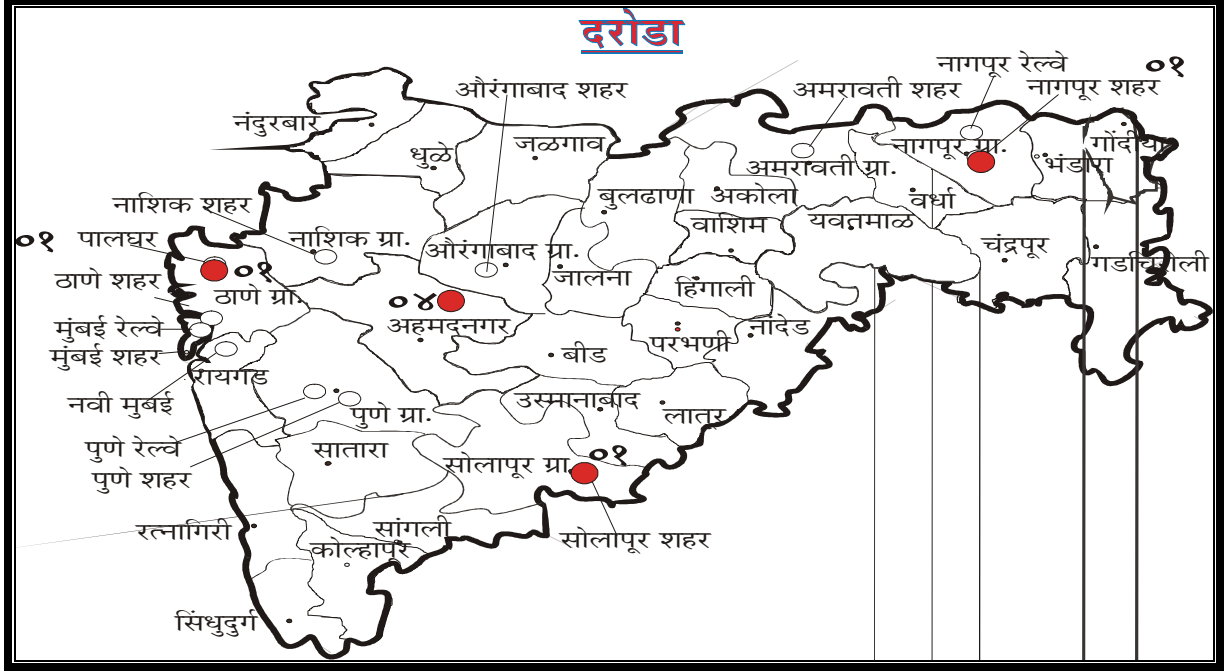 दरोडा
नागपूर रेल्वे
०१
औरंगाबाद शहर
अमरावती शहर
नागपूर शहर
नंदुरबार
धुळे
जळगाव
नागपूर ग्रा.
गोंदीया
अमरावती ग्रा.
भंडारा
बुलढाणा
अकोला
वर्धा
नाशिक शहर
वाशिम
यवतमाळ
०१
पालघर
नाशिक ग्रा.
औरंगाबाद ग्रा.
चंद्रपूर
गडचिरोली
०१
ठाणे शहर
ठाणे ग्रा.
जालना
हिंगाली
०४
मुंबई रेल्वे
अहमदनगर
नांदेड
मुंबई शहर
बीड
परभणी
रायगड
नवी मुंबई
पुणे ग्रा.
उस्मानाबाद
लातूर
पुणे रेल्वे
सातारा
०१
सोलापूर ग्रा.
पुणे शहर
रत्नागिरी
सांगली
सोलापूर शहर
कोल्हापूर
सिंधुदुर्ग